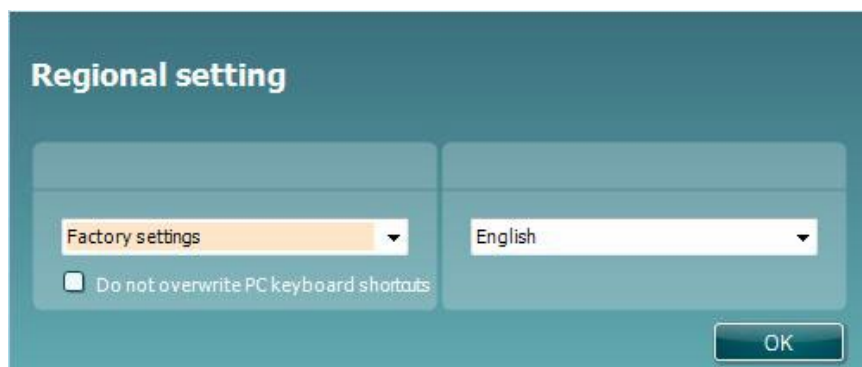 Regional setting
Factory settings
English
Do not overwrite PC keyboard shortcuts
OK